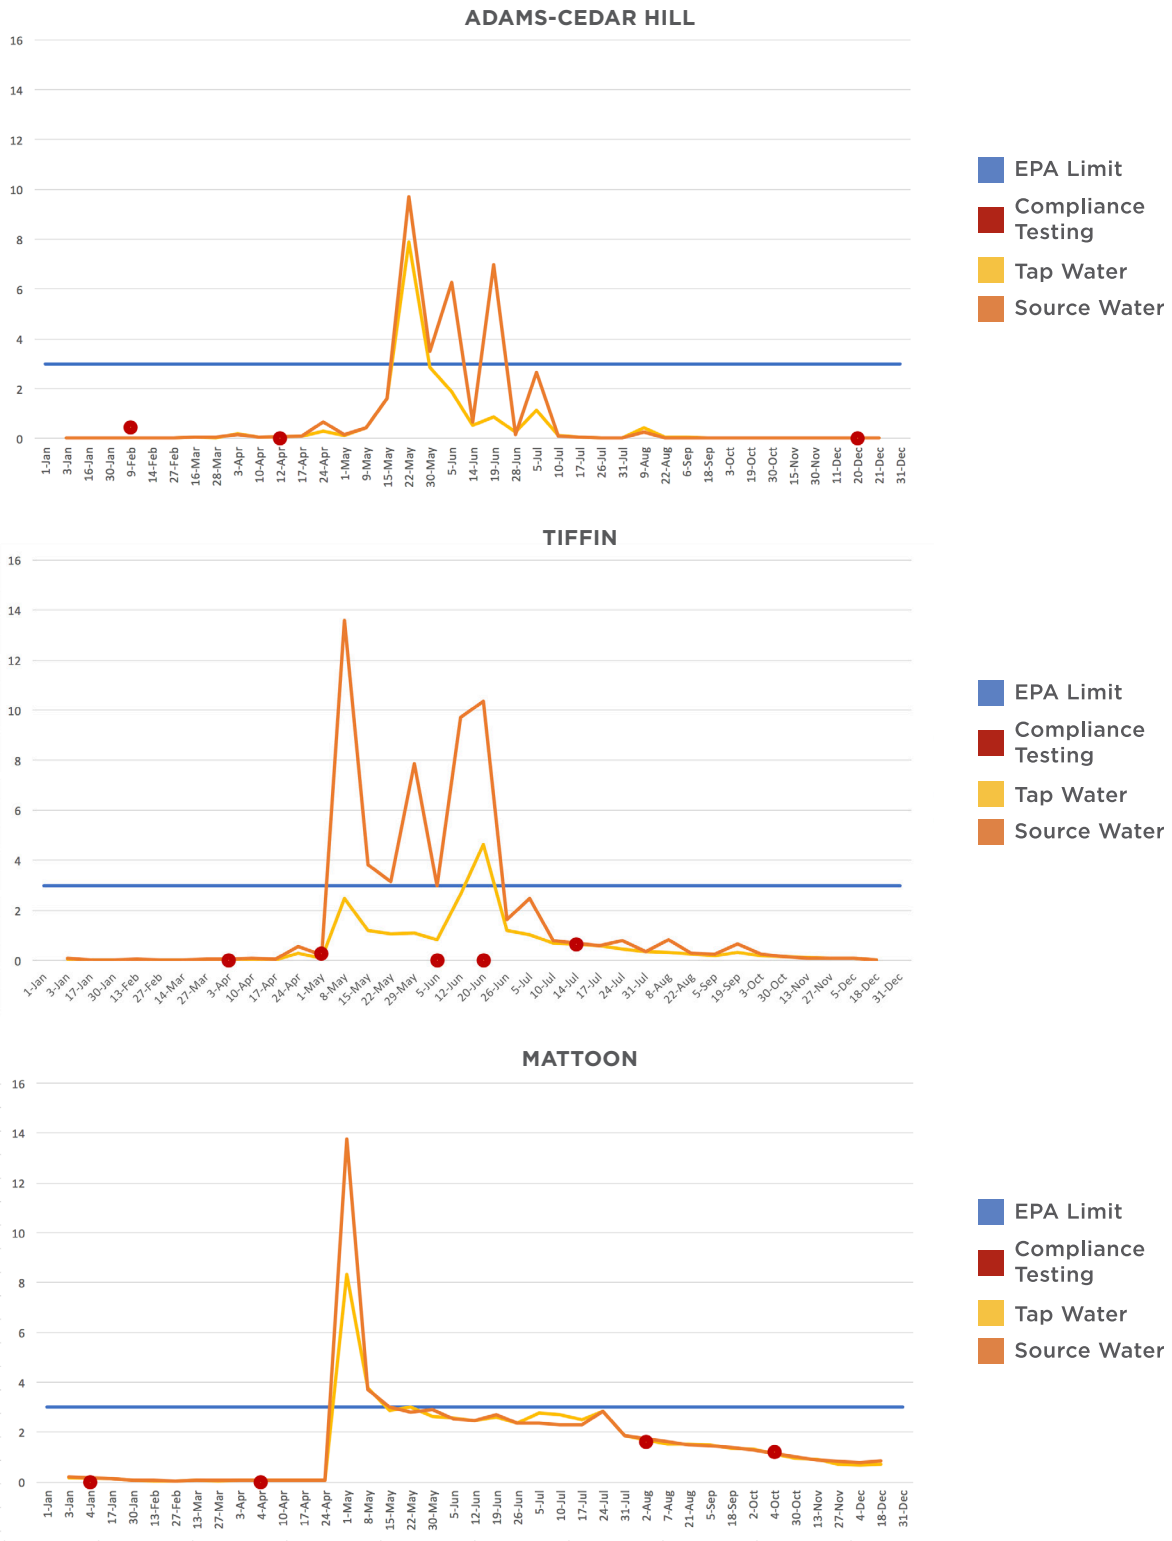 ADAMS-CEDAR HILL
16
14
12
10
8
6
4
2
0
1-Jan
3-Jan
16-Jan
30-Jan
9-Feb
14-Feb
27-Feb
16-Mar
28-Mar
3-Apr
10-Apr
12-Apr
17-Apr
24-Apr
1-May
9-May
15-May
22-May
30-May
5-Jun
14-Jun
19-Jun
28-Jun
5-Jul
10-Jul
17-Jul
26-Jul
31-Jul
9-Aug
22-Aug
6-Sep
18-Sep
3-Oct
19-Oct
30-Oct
15-Nov
30-Nov
11-Dec
20-Dec
21-Dec
31-Dec
EPA Limit
Compliance
Testing
Tap Water
Source Water
TIFFIN
16
14
12
10
8
6
4
2
0
1-Jan
3-Jan
17-Jan
30-Jan
13-Feb
27-Feb
14-Mar
27-Mar
3-Apr
10-Apr
17-Apr
24-Apr
1-May
8-May
15-May
22-May
29-May
5-Jun
12-Jun
20-Jun
26-Jun
5-Jul
10-Jul
14-Jul
17-Jul
24-Jul
31-Jul
8-Aug
22-Aug
5-Sep
19-Sep
3-Oct
30-Oct
13-Nov
27-Nov
5-Dec
18-Dec
31-Dec
EPA Limit
Compliance
Testing
Tap Water
Source Water
MATTOON
16
14
12
10
8
6
4
2
0
1-Jan
3-Jan
4-Jan
17-Jan
30-Jan
13-Feb
27-Feb
13-Mar
27-Mar
3-Apr
4-Apr
10-Apr
17-Apr
24-Apr
1-May
8-May
15-May
22-May
30-May
5-Jun
12-Jun
19-Jun
26-Jun
5-Jul
10-Jul
17-Jul
24-Jul
31-Jul
2-Aug
7-Aug
21-Aug
5-Sep
18-Sep
2-Oct
4-Oct
30-Oct
13-Nov
27-Nov
4-Dec
18-Dec
31-Dec
EPA Limit
Compliance
Testing
Tap Water
Source Water